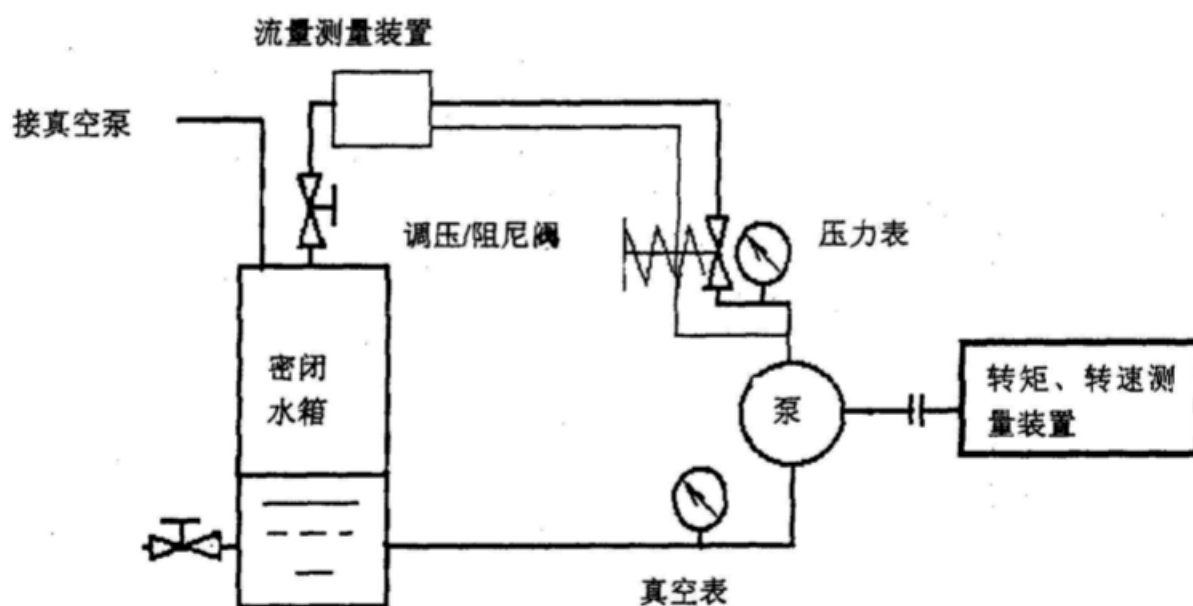 流量测量装置
接真空泵
调压/阻尼阀
压力表
密闭
水箱
泵
转矩、转速测
量装置
真空表